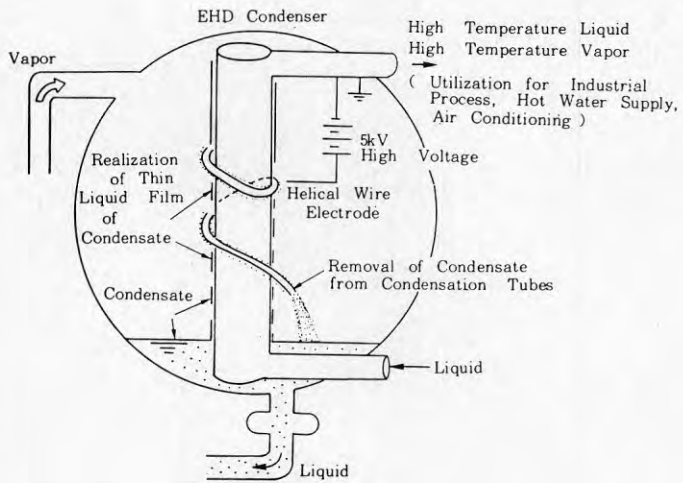 EHD Condenser
High Temperature Liquid
High Temperature Vapor
( Utilization for Industrial
Process, Hot Water Supply,
Air Conditioning )
Vapor
5kV
High Voltage
Realization
of Thin
Liquid Film
of
Condensate
Helical Wire
Electrode
Removal of Condensate
from Condensation Tubes
Condensate
Liquid
Liquid